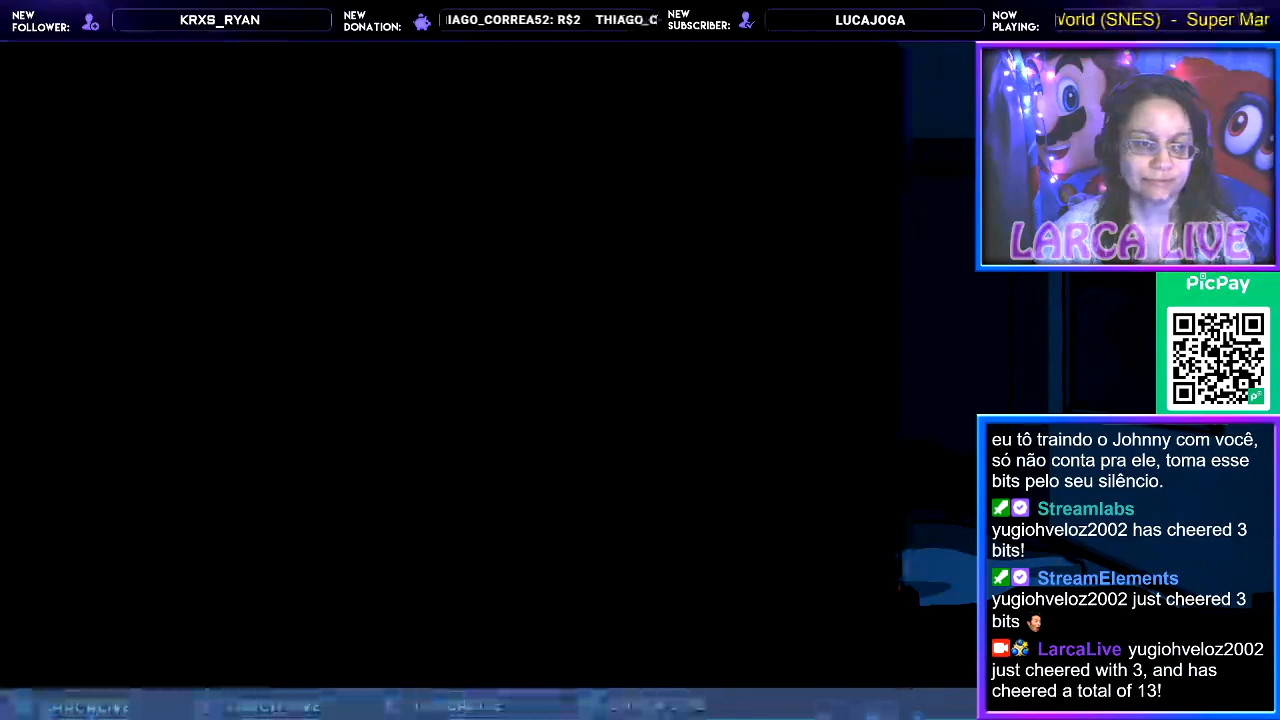 NEW FOLLOWER: KRXS_RYAN
NEW DONATION: IAGO_CORREA52: R$2 THIAGO_C
NEW SUBSCRIBER: LUCAJOGA
NOW PLAYING: World (SNES) - Super Mar
LARCA LIVE
PicPay
eu tô traindo o Johnny com você,
só não conta pra ele, toma esse
bits pelo seu silêncio.
Streamlabs
yugiohveloz2002 has cheered 3
bits!
StreamElements
yugiohveloz2002 just cheered 3
bits
LarcaLive yugiohveloz2002
just cheered with 3, and has
cheered a total of 13!